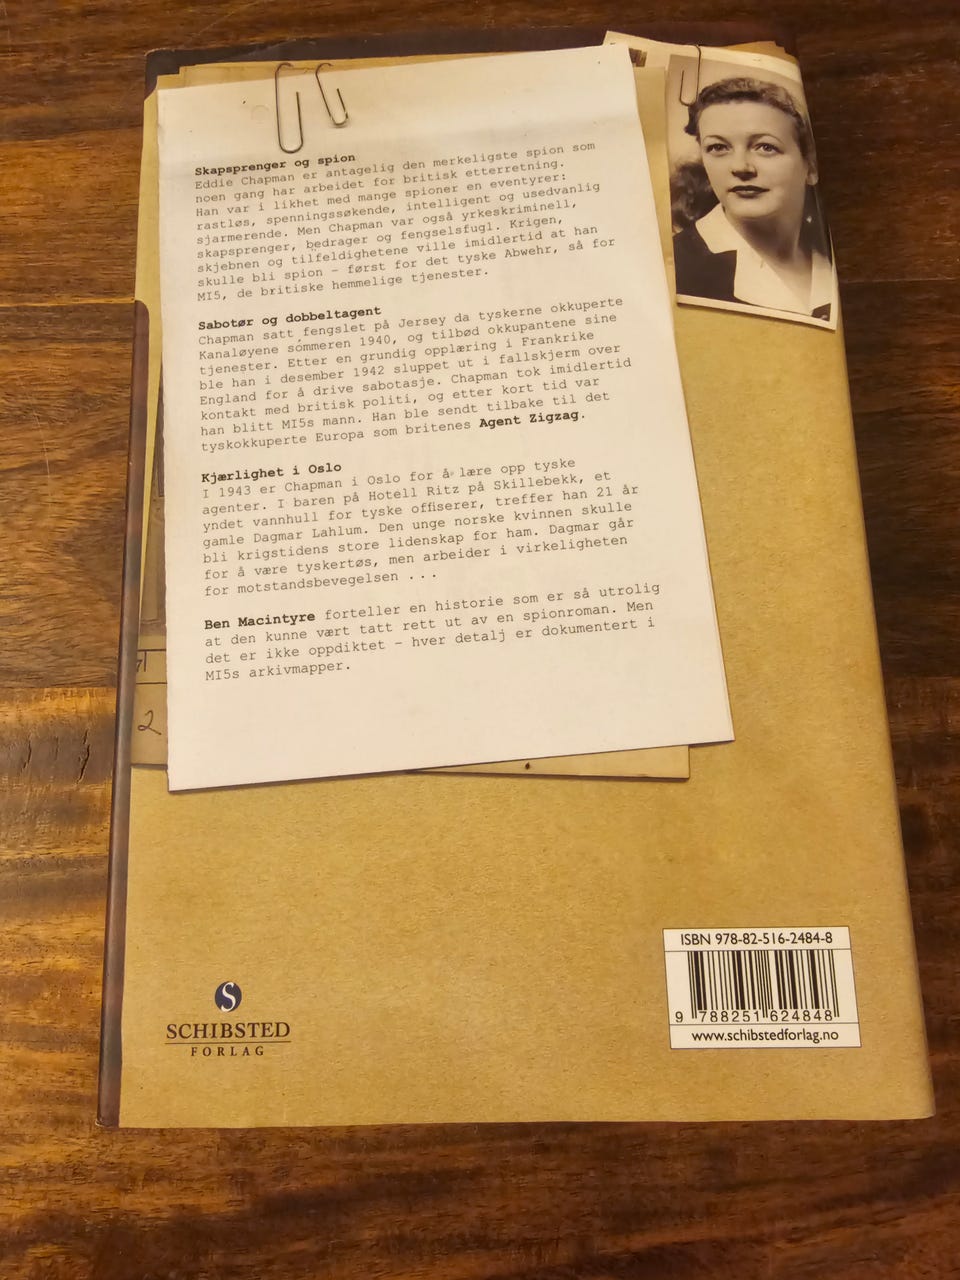 Skapsprenger og spion
Eddie Chapman er antagelig den merkeligste spion som
noen gang har arbeidet for britisk etterretning.
Han var i likhet med mange spioner en eventyrer:
rastløs, spenningssøkende, intelligent og usedvanlig
sjarmerende. Men Chapman var også yrkeskriminell,
skapsprenger, bedrager og fengselsfugl. Krigen,
skjebnen og tilfeldighetene ville imidlertid at han
skulle bli spion – først for det tyske Abwehr, så for
MI5, de britiske hemmelige tjenester.
Sabotør og dobbeltagent
Chapman satt fengslet på Jersey da tyskerne okkuperte
Kanaløyene sommeren 1940, og tilbød okkupantene sine
tjenester. Etter en grundig opplæring i Frankrike
ble han i desember 1942 sluppet ut i fallskjerm over
England for å drive sabotasje. Chapman tok imidlertid
kontakt med britisk politi, og etter kort tid var
han blitt MI5s mann. Han ble sendt tilbake til det
tyskokkuperte Europa som britenes Agent Zigzag.
Kjærlighet i Oslo
I 1943 er Chapman i Oslo for å lære opp tyske
agenter. I baren på Hotell Ritz på Skillebekk, et
yndet vannhull for tyske offiserer, treffer han 21 år
gamle Dagmar Lahlum. Den unge norske kvinnen skulle
bli krigstidens store lidenskap for ham. Dagmar går
for å være tyskertøs, men arbeider i virkeligheten
for motstandsbevegelsen ...
Ben Macintyre forteller en historie som er så utrolig
at den kunne vært tatt rett ut av en spionroman. Men
det er ikke oppdiktet – hver detalj er dokumentert i
MI5s arkivmapper.
2
S
SCHIBSTED
FORLAG
ISBN 978-82-516-2484-8
9 788251 624848
www.schibstedforlag.no